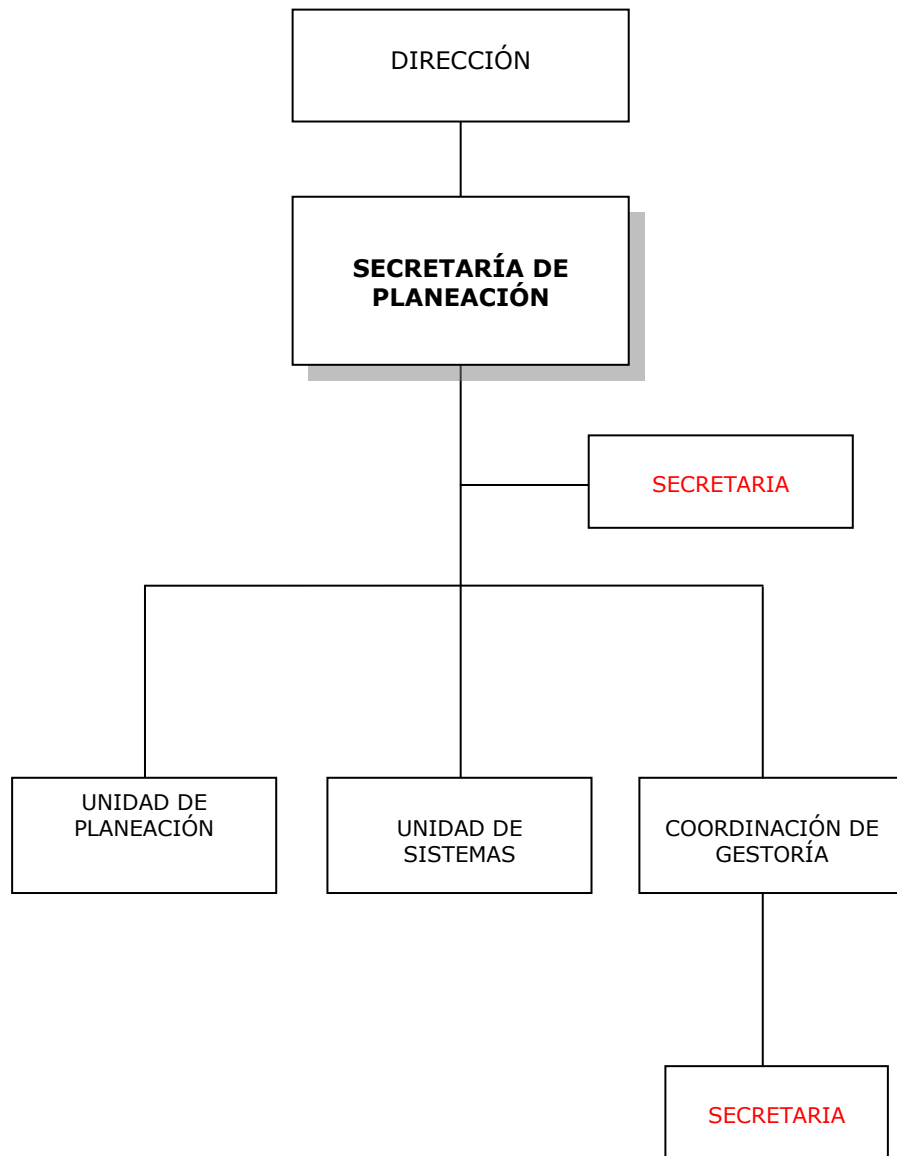 DIRECCIÓN
SECRETARÍA DE
PLANEACIÓN
SECRETARIA
UNIDAD DE
PLANEACIÓN
UNIDAD DE
SISTEMAS
COORDINACIÓN DE
GESTORÍA
SECRETARIA